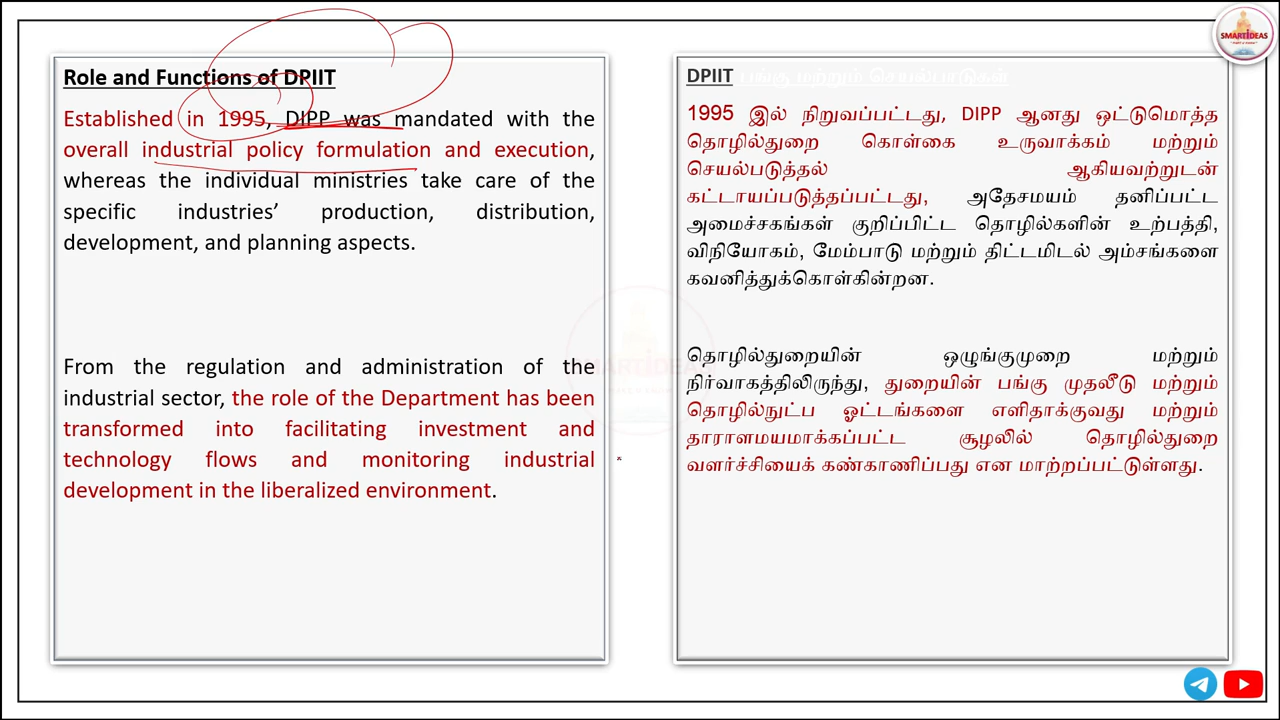 SMARTIDEAS
Role and Functions of DPIIT
Established in 1995, DIPP was mandated with the
overall industrial policy formulation and execution,
whereas the individual ministries take care of the
specific industries’ production, distribution,
development, and planning aspects.
From the regulation and administration of the
industrial sector, the role of the Department has been
transformed into facilitating investment and
technology flows and monitoring industrial
development in the liberalized environment.
DPIIT பங்கு மற்றும் செயல்பாடுகள்
1995 இல் நிறுவப்பட்டது, DIPP ஆனது ஒட்டுமொத்த
தொழில்துறை கொள்கை உருவாக்கம் மற்றும்
செயல்படுத்தல் ஆகியவற்றுடன்
கட்டாயப்படுத்தப்பட்டது, அதேசமயம் தனிப்பட்ட
அமைச்சகங்கள் குறிப்பிட்ட தொழில்களின் உற்பத்தி,
விநியோகம், மேம்பாடு மற்றும் திட்டமிடல் அம்சங்களை
கவனித்துக்கொள்கின்றன.
தொழில்துறையின் ஒழுங்குமுறை மற்றும்
நிர்வாகத்திலிருந்து, துறையின் பங்கு முதலீடு மற்றும்
தொழில்நுட்ப ஓட்டங்களை எளிதாக்குவது மற்றும்
தாராளமயமாக்கப்பட்ட சூழலில் தொழில்துறை
வளர்ச்சியைக் கண்காணிப்பது என மாற்றப்பட்டுள்ளது.